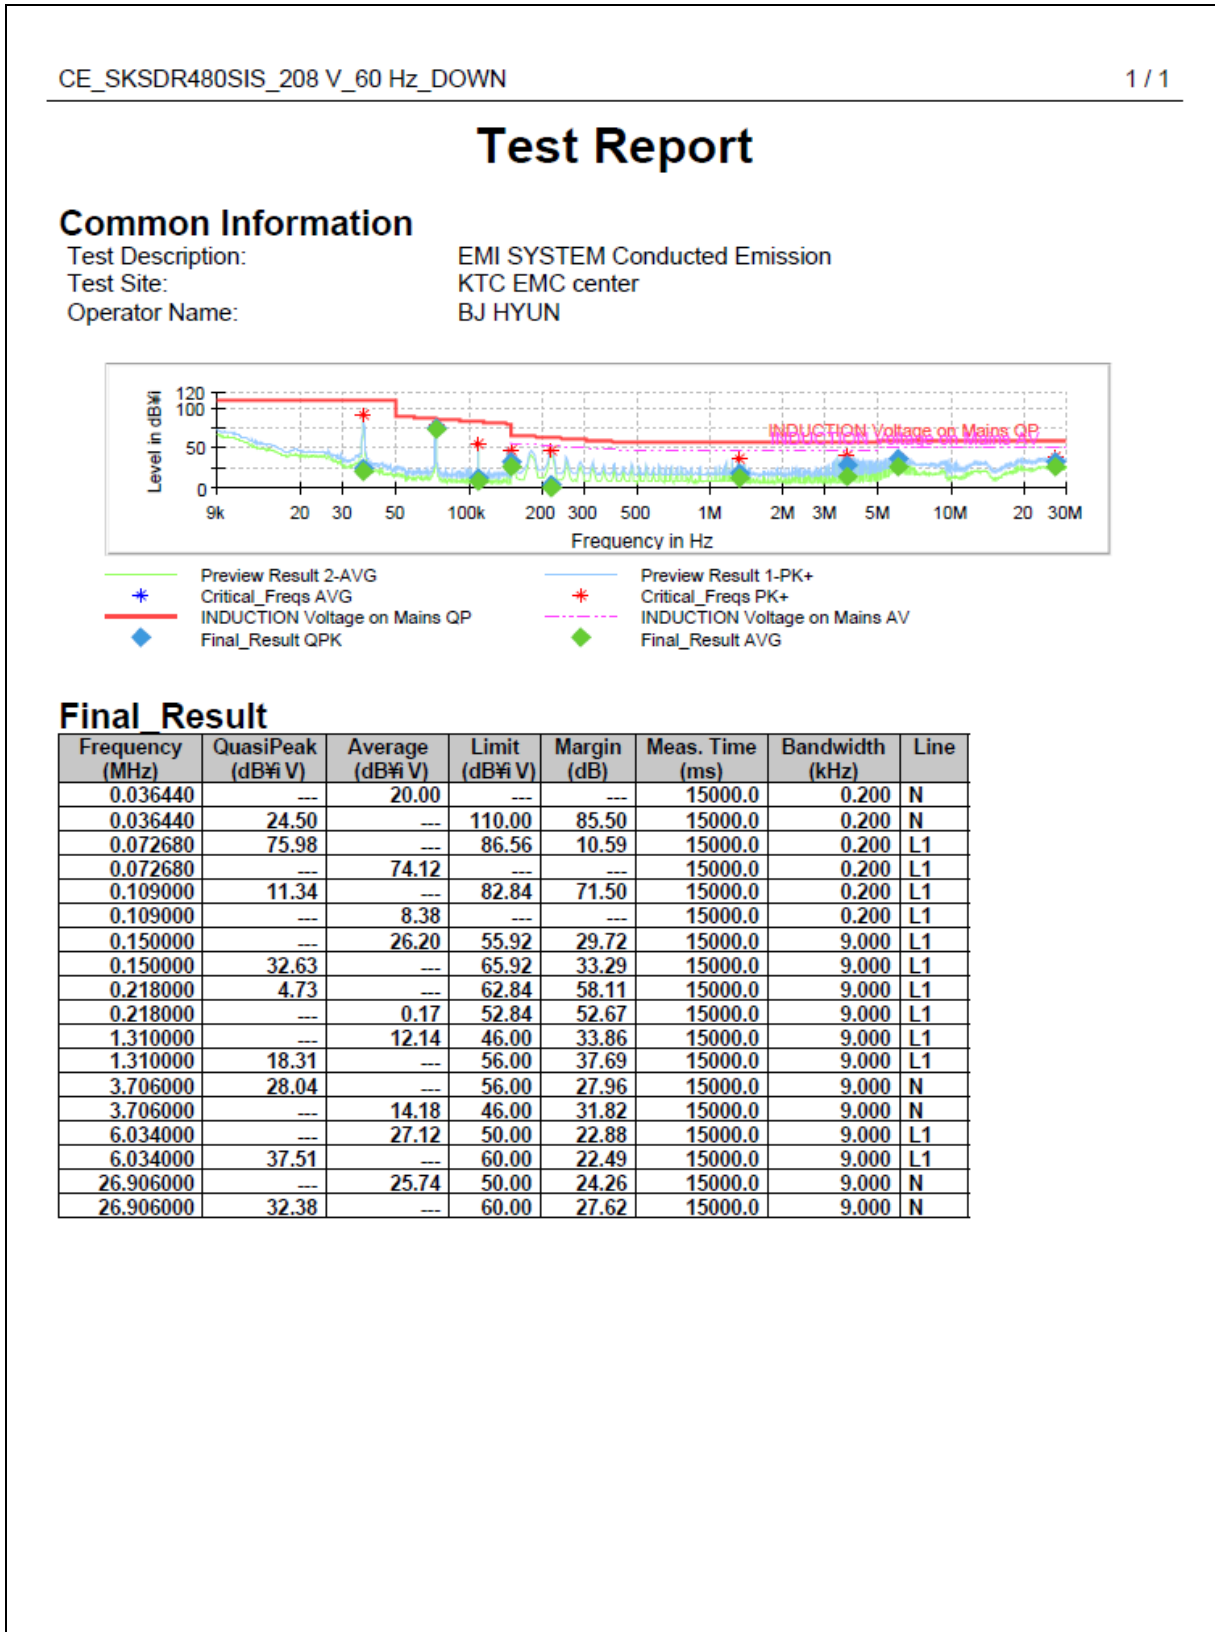 CE_SKSDR480SIS_208 V_60 Hz_DOWN 1 / 1
Test Report
Common Information
Test Description: EMI SYSTEM Conducted Emission
Test Site: KTC EMC center
Operator Name: BJ HYUN
Level in dB¥ì
120
100
50
0
INDUCTION Voltage on Mains QP
INDUCTION Voltage on Mains AV
9k 20 30 50 100k 200 300 500 1M 2M 3M 5M 10M 20 30M
Frequency in Hz
Preview Result 2-AVG Preview Result 1-PK+
Critical_Freqs AVG Critical_Freqs PK+
INDUCTION Voltage on Mains QP INDUCTION Voltage on Mains AV
Final_Result QPK Final_Result AVG
Final_Result
Frequency (MHz) QuasiPeak (dB¥ì V) Average (dB¥ì V) Limit (dB¥ì V) Margin (dB) Meas. Time (ms) Bandwidth (kHz) Line
0.036440 --- 20.00 --- --- 15000.0 0.200 N
0.036440 24.50 --- 110.00 85.50 15000.0 0.200 N
0.072680 75.98 --- 86.56 10.59 15000.0 0.200 L1
0.072680 --- 74.12 --- --- 15000.0 0.200 L1
0.109000 11.34 --- 82.84 71.50 15000.0 0.200 L1
0.109000 --- 8.38 --- --- 15000.0 0.200 L1
0.150000 --- 26.20 55.92 29.72 15000.0 9.000 L1
0.150000 32.63 --- 65.92 33.29 15000.0 9.000 L1
0.218000 4.73 --- 62.84 58.11 15000.0 9.000 L1
0.218000 --- 0.17 52.84 52.67 15000.0 9.000 L1
1.310000 --- 12.14 46.00 33.86 15000.0 9.000 L1
1.310000 18.31 --- 56.00 37.69 15000.0 9.000 L1
3.706000 28.04 --- 56.00 27.96 15000.0 9.000 N
3.706000 --- 14.18 46.00 31.82 15000.0 9.000 N
6.034000 --- 27.12 50.00 22.88 15000.0 9.000 L1
6.034000 37.51 --- 60.00 22.49 15000.0 9.000 L1
26.906000 --- 25.74 50.00 24.26 15000.0 9.000 N
26.906000 32.38 --- 60.00 27.62 15000.0 9.000 N